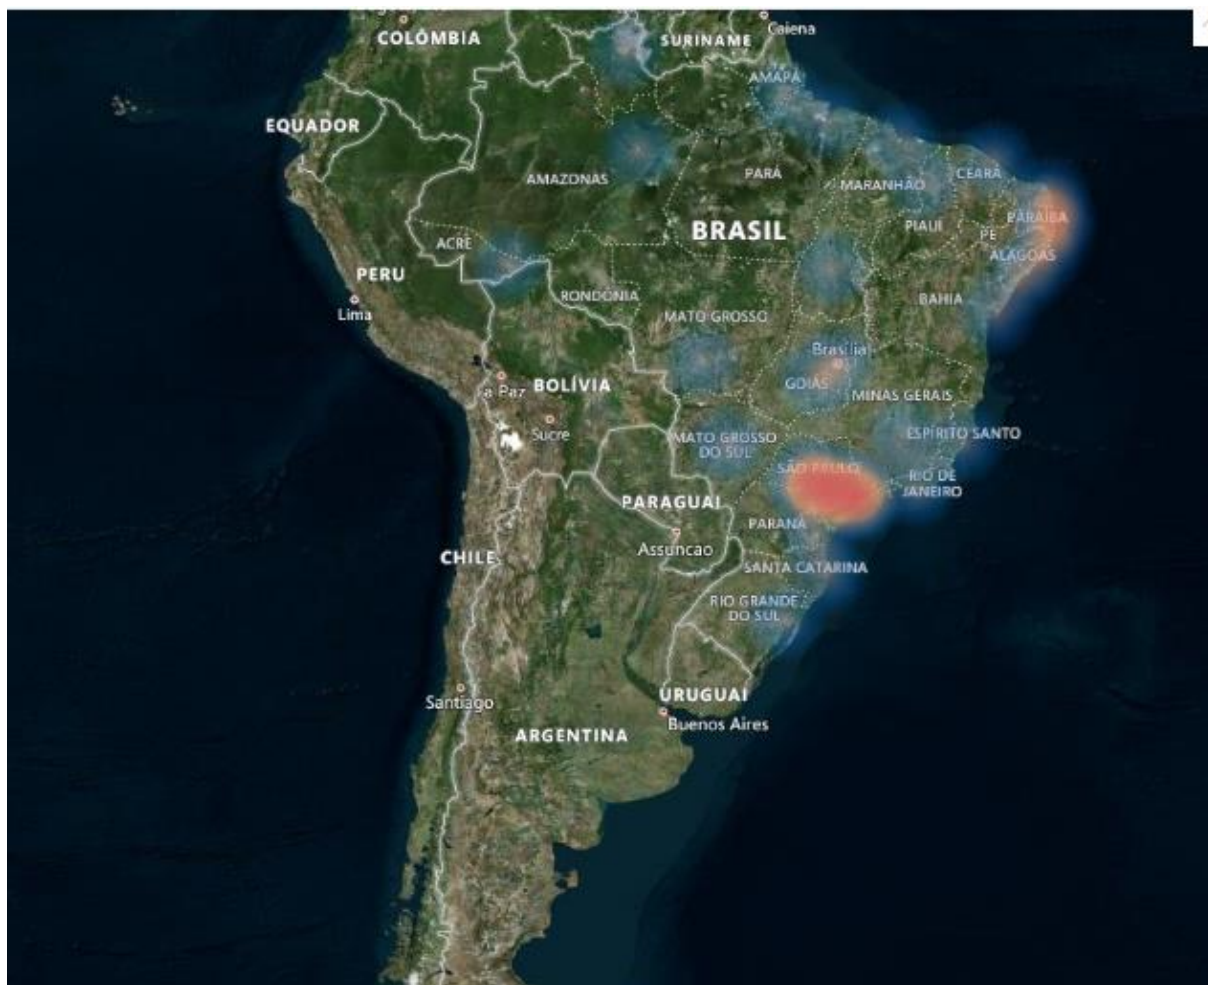 COLÔMBIA
SURINAME
Caiena
AMAPÁ
EQUADOR
AMAZONAS
PARÁ
MARANHÃO
CEARÁ
PARAÍBA
PIAUÍ
PE
ALAGOAS
BRASIL
ACRE
PERU
Lima
RONDÔNIA
MATO GROSSO
BAHIA
Brasília
GOIÁS
MINAS GERAIS
a Paz
BOLÍVIA
Sucre
MATO GROSSO
DO SUL
ESPÍRITO SANTO
SÃO PAULO
RIO DE
JANEIRO
PARAGUAI
PARANÁ
Assuncao
CHILE
SANTA CATARINA
RIO GRANDE
DO SUL
Santiago
URUGUAI
Buenos Aires
ARGENTINA